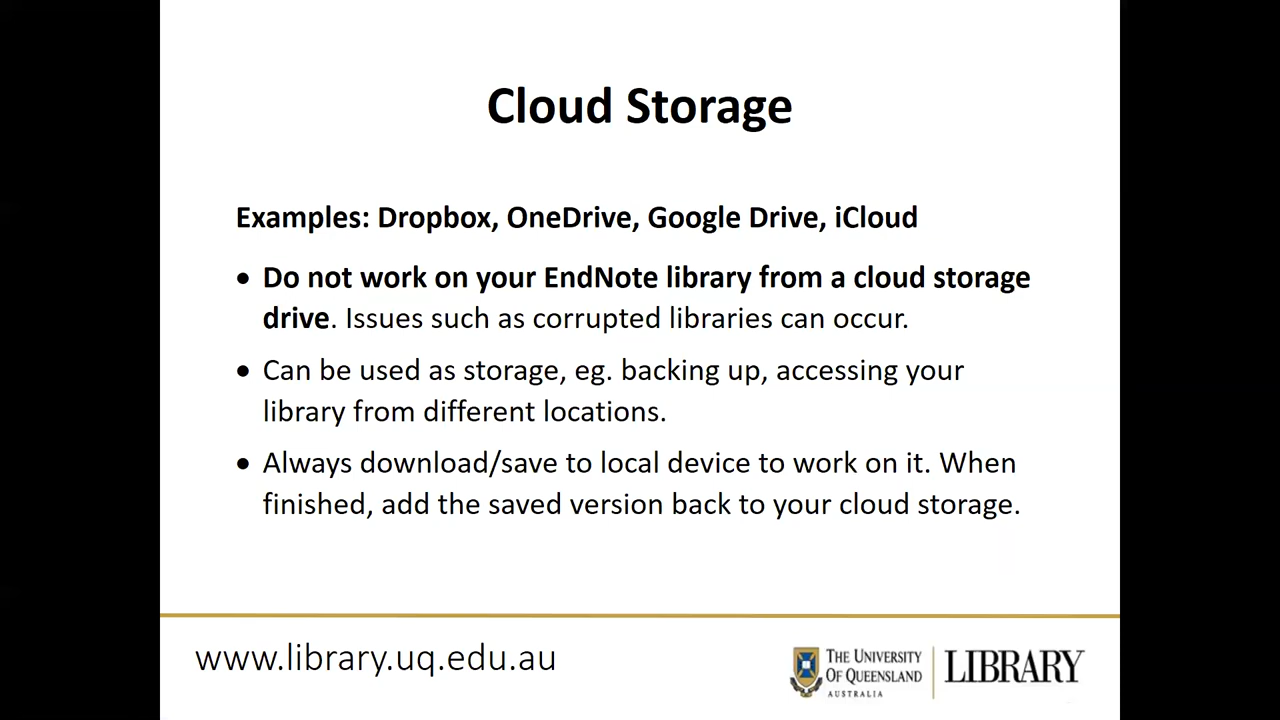 Cloud Storage
Examples: Dropbox, OneDrive, Google Drive, iCloud
• Do not work on your EndNote library from a cloud storage
drive. Issues such as corrupted libraries can occur.
• Can be used as storage, eg. backing up, accessing your
library from different locations.
• Always download/save to local device to work on it. When
finished, add the saved version back to your cloud storage.
www.library.uq.edu.au
THE UNIVERSITY
OF QUEENSLAND
AUSTRALIA
LIBRARY